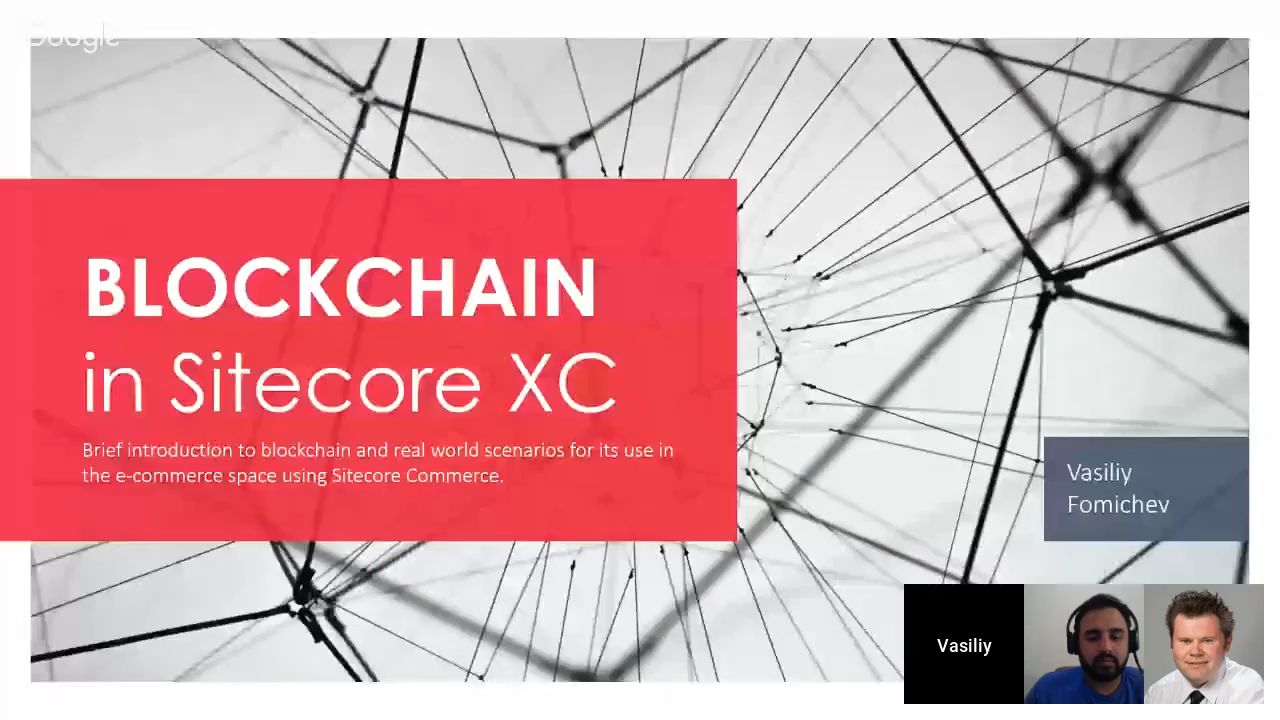 Google
BLOCKCHAIN
in Sitecore XC
Brief introduction to blockchain and real world scenarios for its use in
the e-commerce space using Sitecore Commerce.
Vasiliy
Fomichev
Vasiliy